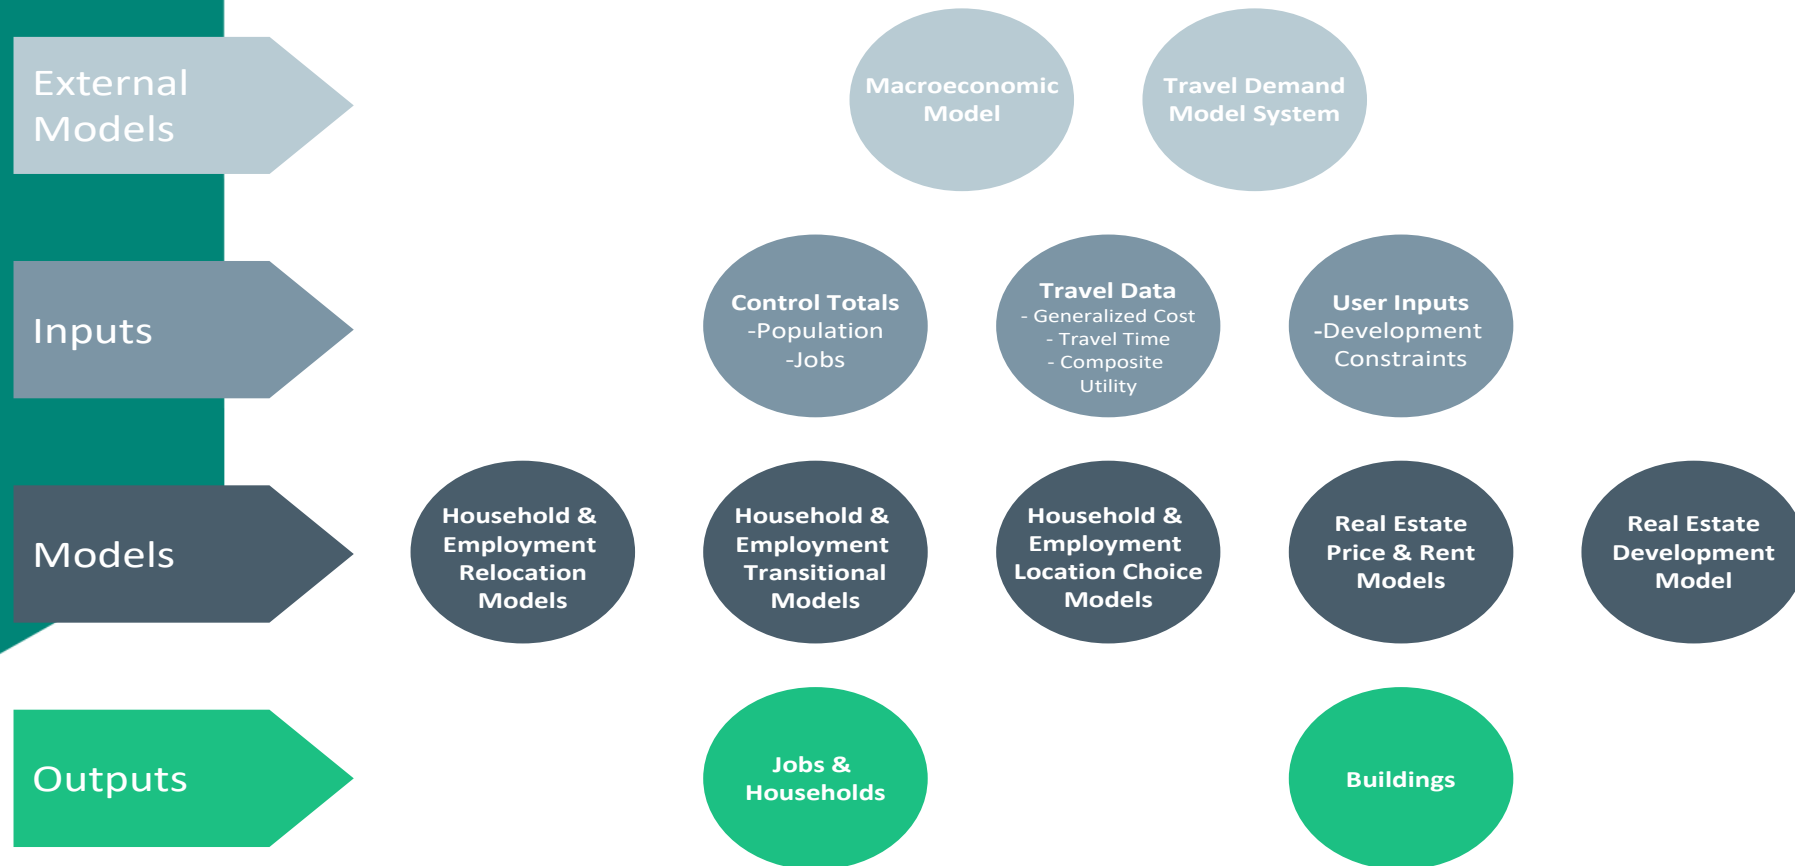 External
Models
Macroeconomic
Model
Travel Demand
Model System
Inputs
Control Totals
-Population
-Jobs
Travel Data
- Generalized Cost
- Travel Time
- Composite
Utility
User Inputs
-Development
Constraints
Models
Household &
Employment
Relocation
Models
Household &
Employment
Transitional
Models
Household &
Employment
Location Choice
Models
Real Estate
Price & Rent
Models
Real Estate
Development
Model
Outputs
Jobs &
Households
Buildings